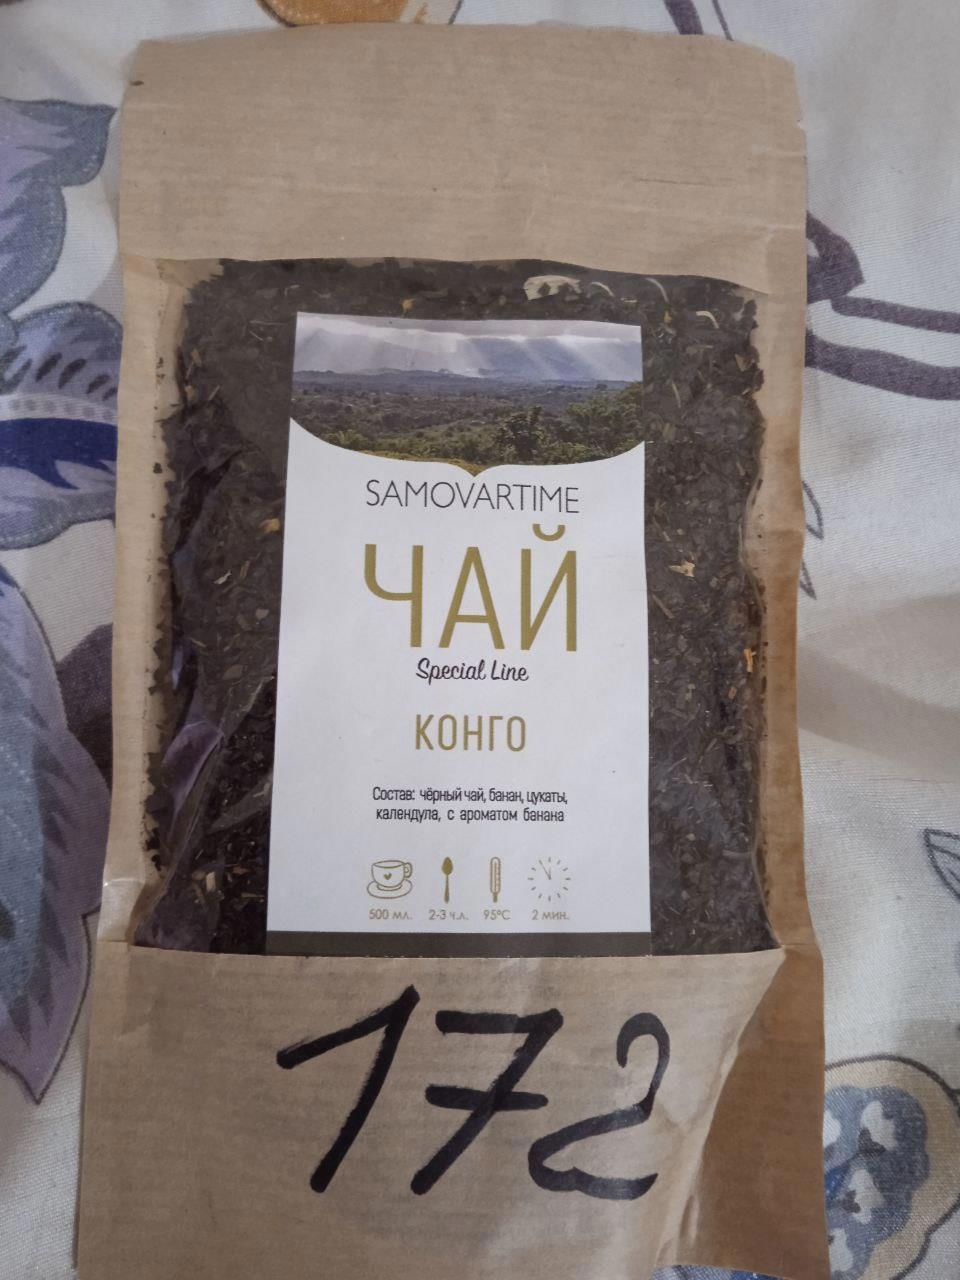 SAMOVARTIME
ЧАЙ
Special Line
КОНГО
Состав: чёрный чай, банан, цукаты,
календула, с ароматом банана
500 мл. 2-3 ч.л. 95°C 2 мин.
172